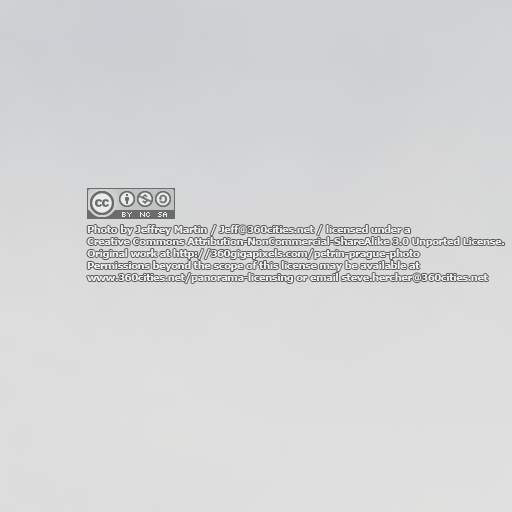 cc
BY NC SA
Photo by Jeffrey Martin / Jeff@360cities.net / licensed under a
Creative Commons Attribution-NonCommercial-ShareAlike 3.0 Unported License.
Original work at http://360gigapixels.com/petrin-prague-photo
Permissions beyond the scope of this license may be available at
www.360cities.net/panorama-licensing or email steve.hercher@360cities.net